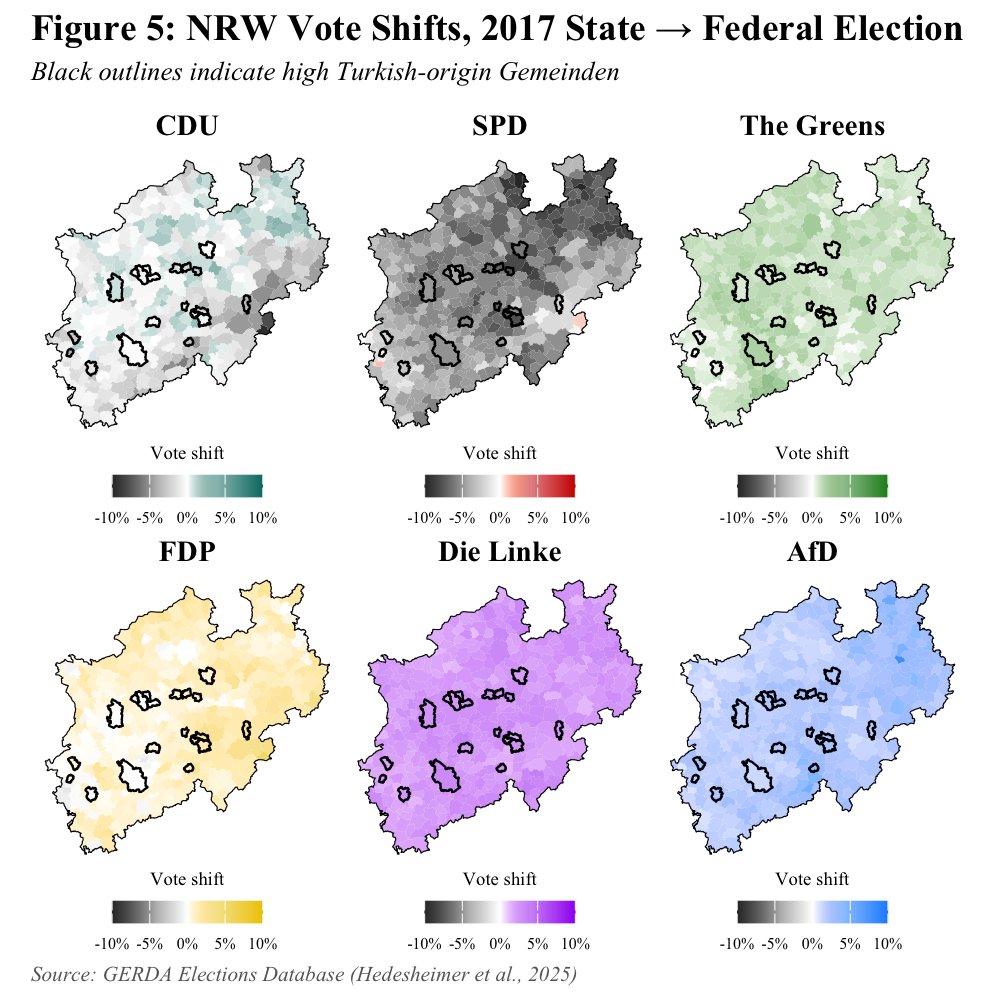 Figure 5: NRW Vote Shifts, 2017 State → Federal Election
Black outlines indicate high Turkish-origin Gemeinden
CDU
SPD
The Greens
Vote shift
Vote shift
Vote shift
-10% -5% 0% 5% 10%
-10% -5% 0% 5% 10%
-10% -5% 0% 5% 10%
FDP
Die Linke
AfD
Vote shift
Vote shift
Vote shift
-10% -5% 0% 5% 10%
-10% -5% 0% 5% 10%
-10% -5% 0% 5% 10%
Source: GERDA Elections Database (Hedesheimer et al., 2025)